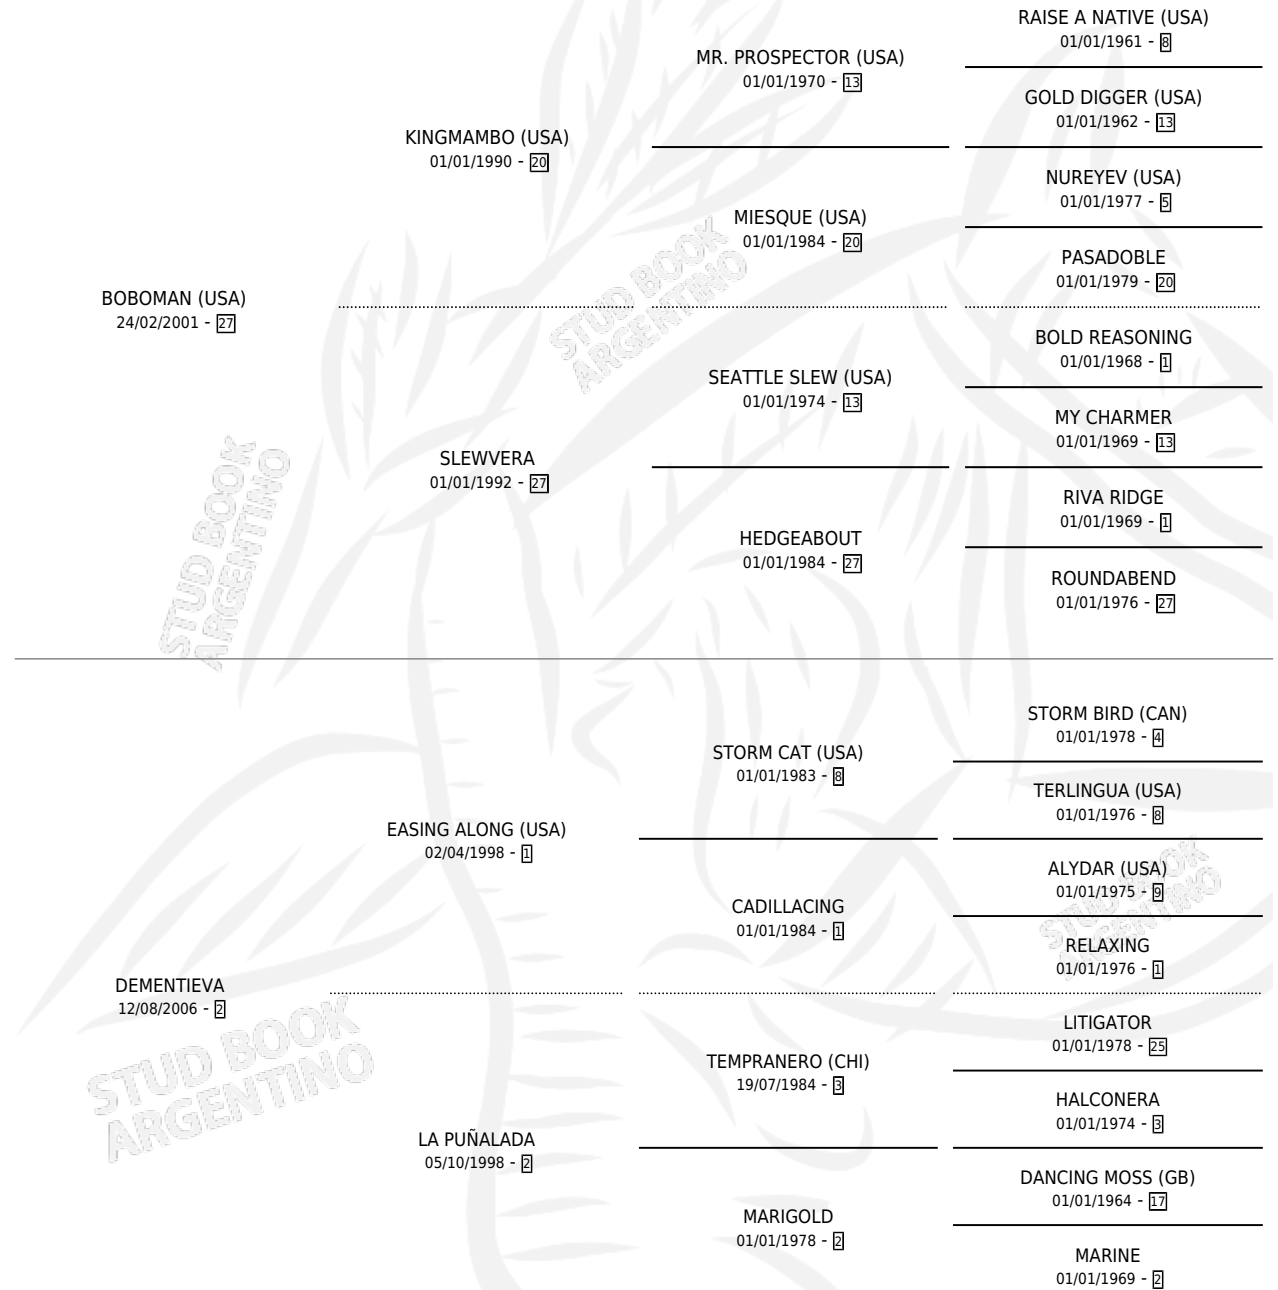 RAISE A NATIVE (USA)
01/01/1961 - 8
MR. PROSPECTOR (USA)
01/01/1970 - 13
GOLD DIGGER (USA)
01/01/1962 - 13
KINGMAMBO (USA)
01/01/1990 - 20
NUREYEV (USA)
01/01/1977 - 5
MIESQUE (USA)
01/01/1984 - 20
PASADOBLE
01/01/1979 - 20
BOBOMAN (USA)
24/02/2001 - 27
STUD BOOK
ARGENTINO
BOLD REASONING
01/01/1968 - 1
SEATTLE SLEW (USA)
01/01/1974 - 13
MY CHARMER
01/01/1969 - 13
SLEWVERA
01/01/1992 - 27
RIVA RIDGE
01/01/1969 - 1
HEDGEABOUT
01/01/1984 - 27
ROUNDABEND
01/01/1976 - 27
STUD BOOK
ARGENTINO
STORM BIRD (CAN)
01/01/1978 - 4
STORM CAT (USA)
01/01/1983 - 8
TERLINGUA (USA)
01/01/1976 - 8
EASING ALONG (USA)
02/04/1998 - 1
ALYDAR (USA)
01/01/1975 - 9
CADILLACING
01/01/1984 - 1
STUD BOOK
ARGENTINO
RELAXING
01/01/1976 - 1
DEMENTIEVA
12/08/2006 - 2
LITIGATOR
01/01/1978 - 25
TEMPRANERO (CHI)
19/07/1984 - 3
HALCONERA
01/01/1974 - 3
STUD BOOK
ARGENTINO
LA PUÑALADA
05/10/1998 - 2
DANCING MOSS (GB)
01/01/1964 - 17
MARIGOLD
01/01/1978 - 2
MARINE
01/01/1969 - 2